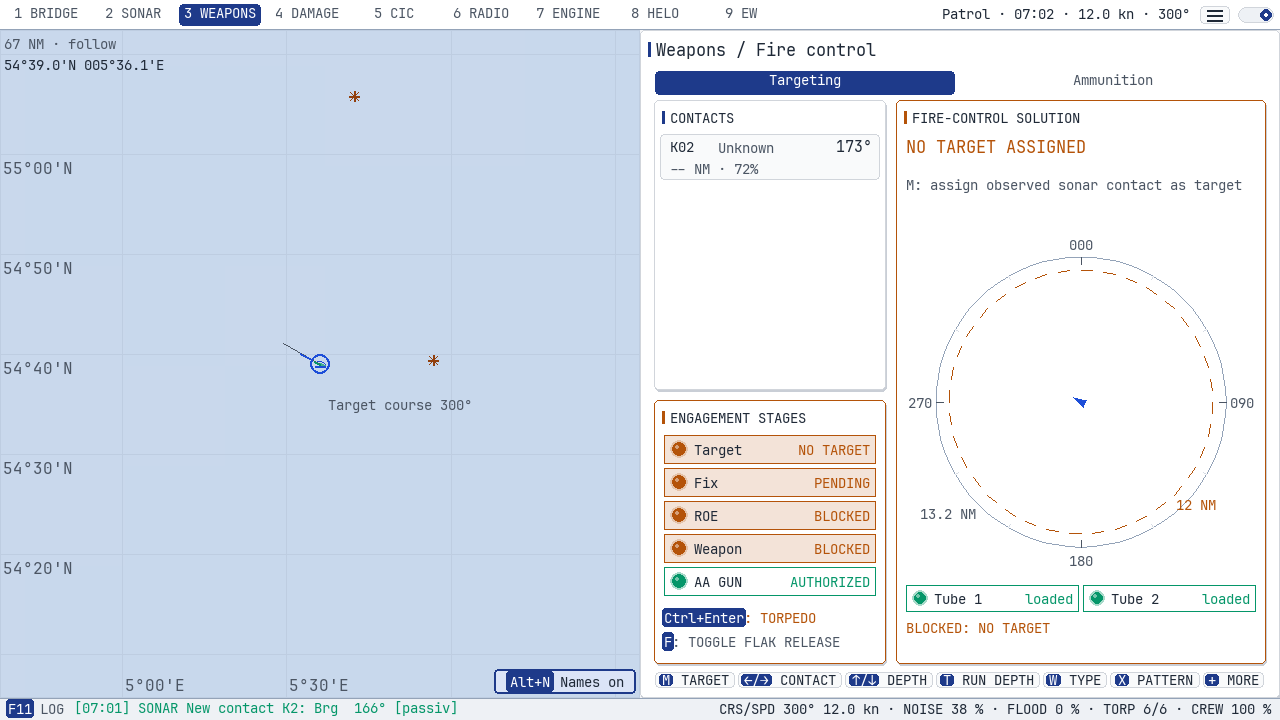 1 BRIDGE 2 SONAR 3 WEAPONS 4 DAMAGE 5 CIC 6 RADIO 7 ENGINE 8 HELO 9 EW Patrol · 07:02 · 12.0 kn · 300°
67 NM · follow
54°39.0'N 005°36.1'E
55°00'N
54°50'N
54°40'N
Target course 300°
54°30'N
54°20'N
5°00'E 5°30'E
Alt+N Names on
Weapons / Fire control
Targeting Ammunition
CONTACTS
K02 Unknown 173°
-- NM · 72%
ENGAGEMENT STAGES
Target NO TARGET
Fix PENDING
ROE BLOCKED
Weapon BLOCKED
AA GUN AUTHORIZED
Ctrl+Enter: TORPEDO
F: TOGGLE FLAK RELEASE
FIRE-CONTROL SOLUTION
NO TARGET ASSIGNED
M: assign observed sonar contact as target
000
270 090
12 NM
13.2 NM
180
Tube 1 loaded Tube 2 loaded
BLOCKED: NO TARGET
M TARGET ←/→ CONTACT ↑/↓ DEPTH T RUN DEPTH W TYPE X PATTERN + MORE
F11 LOG [07:01] SONAR New contact K2: Brg 166° [passiv] CRS/SPD 300° 12.0 kn · NOISE 38 % · FLOOD 0 % · TORP 6/6 · CREW 100 %